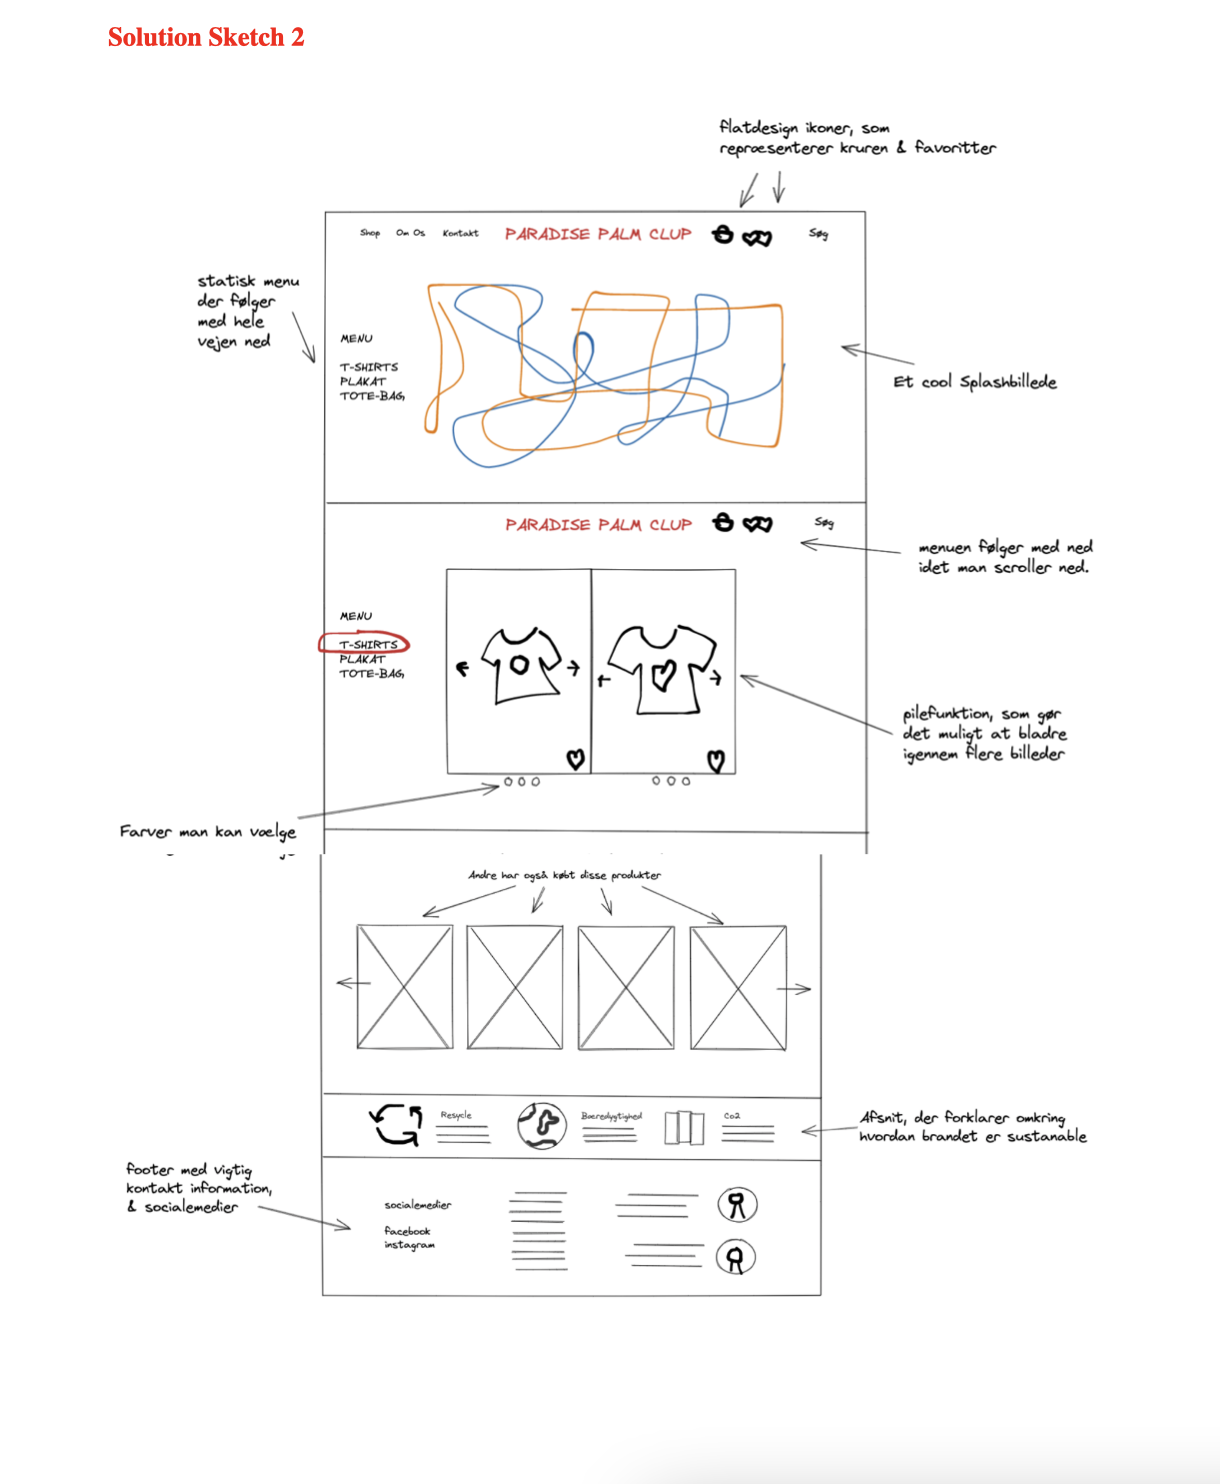 Solution Sketch 2
flatdesign ikoner, som
repræsenterer kruren & favoritter
Shop Om Os Kontakt PARADISE PALM CLUP Søg
statisk menu
der følger
med hele
vejen ned
MENU
T-SHIRTS
PLAKAT
TOTE-BAG
Et cool Splashbillede
PARADISE PALM CLUP Søg
menuen følger med ned
idet man scroller ned.
MENU
T-SHIRTS
PLAKAT
TOTE-BAG
pilefunktion, som gør
det muligt at bladre
igennem flere billeder
Farver man kan vælge
Andre har også købt disse produkter
Resycle
Bæredygtighed
Co2
Afsnit, der forklarer omkring
hvordan brandet er sustanable
footer med vigtig
kontakt information,
& socialemedier
socialemedier
facebook
instagram